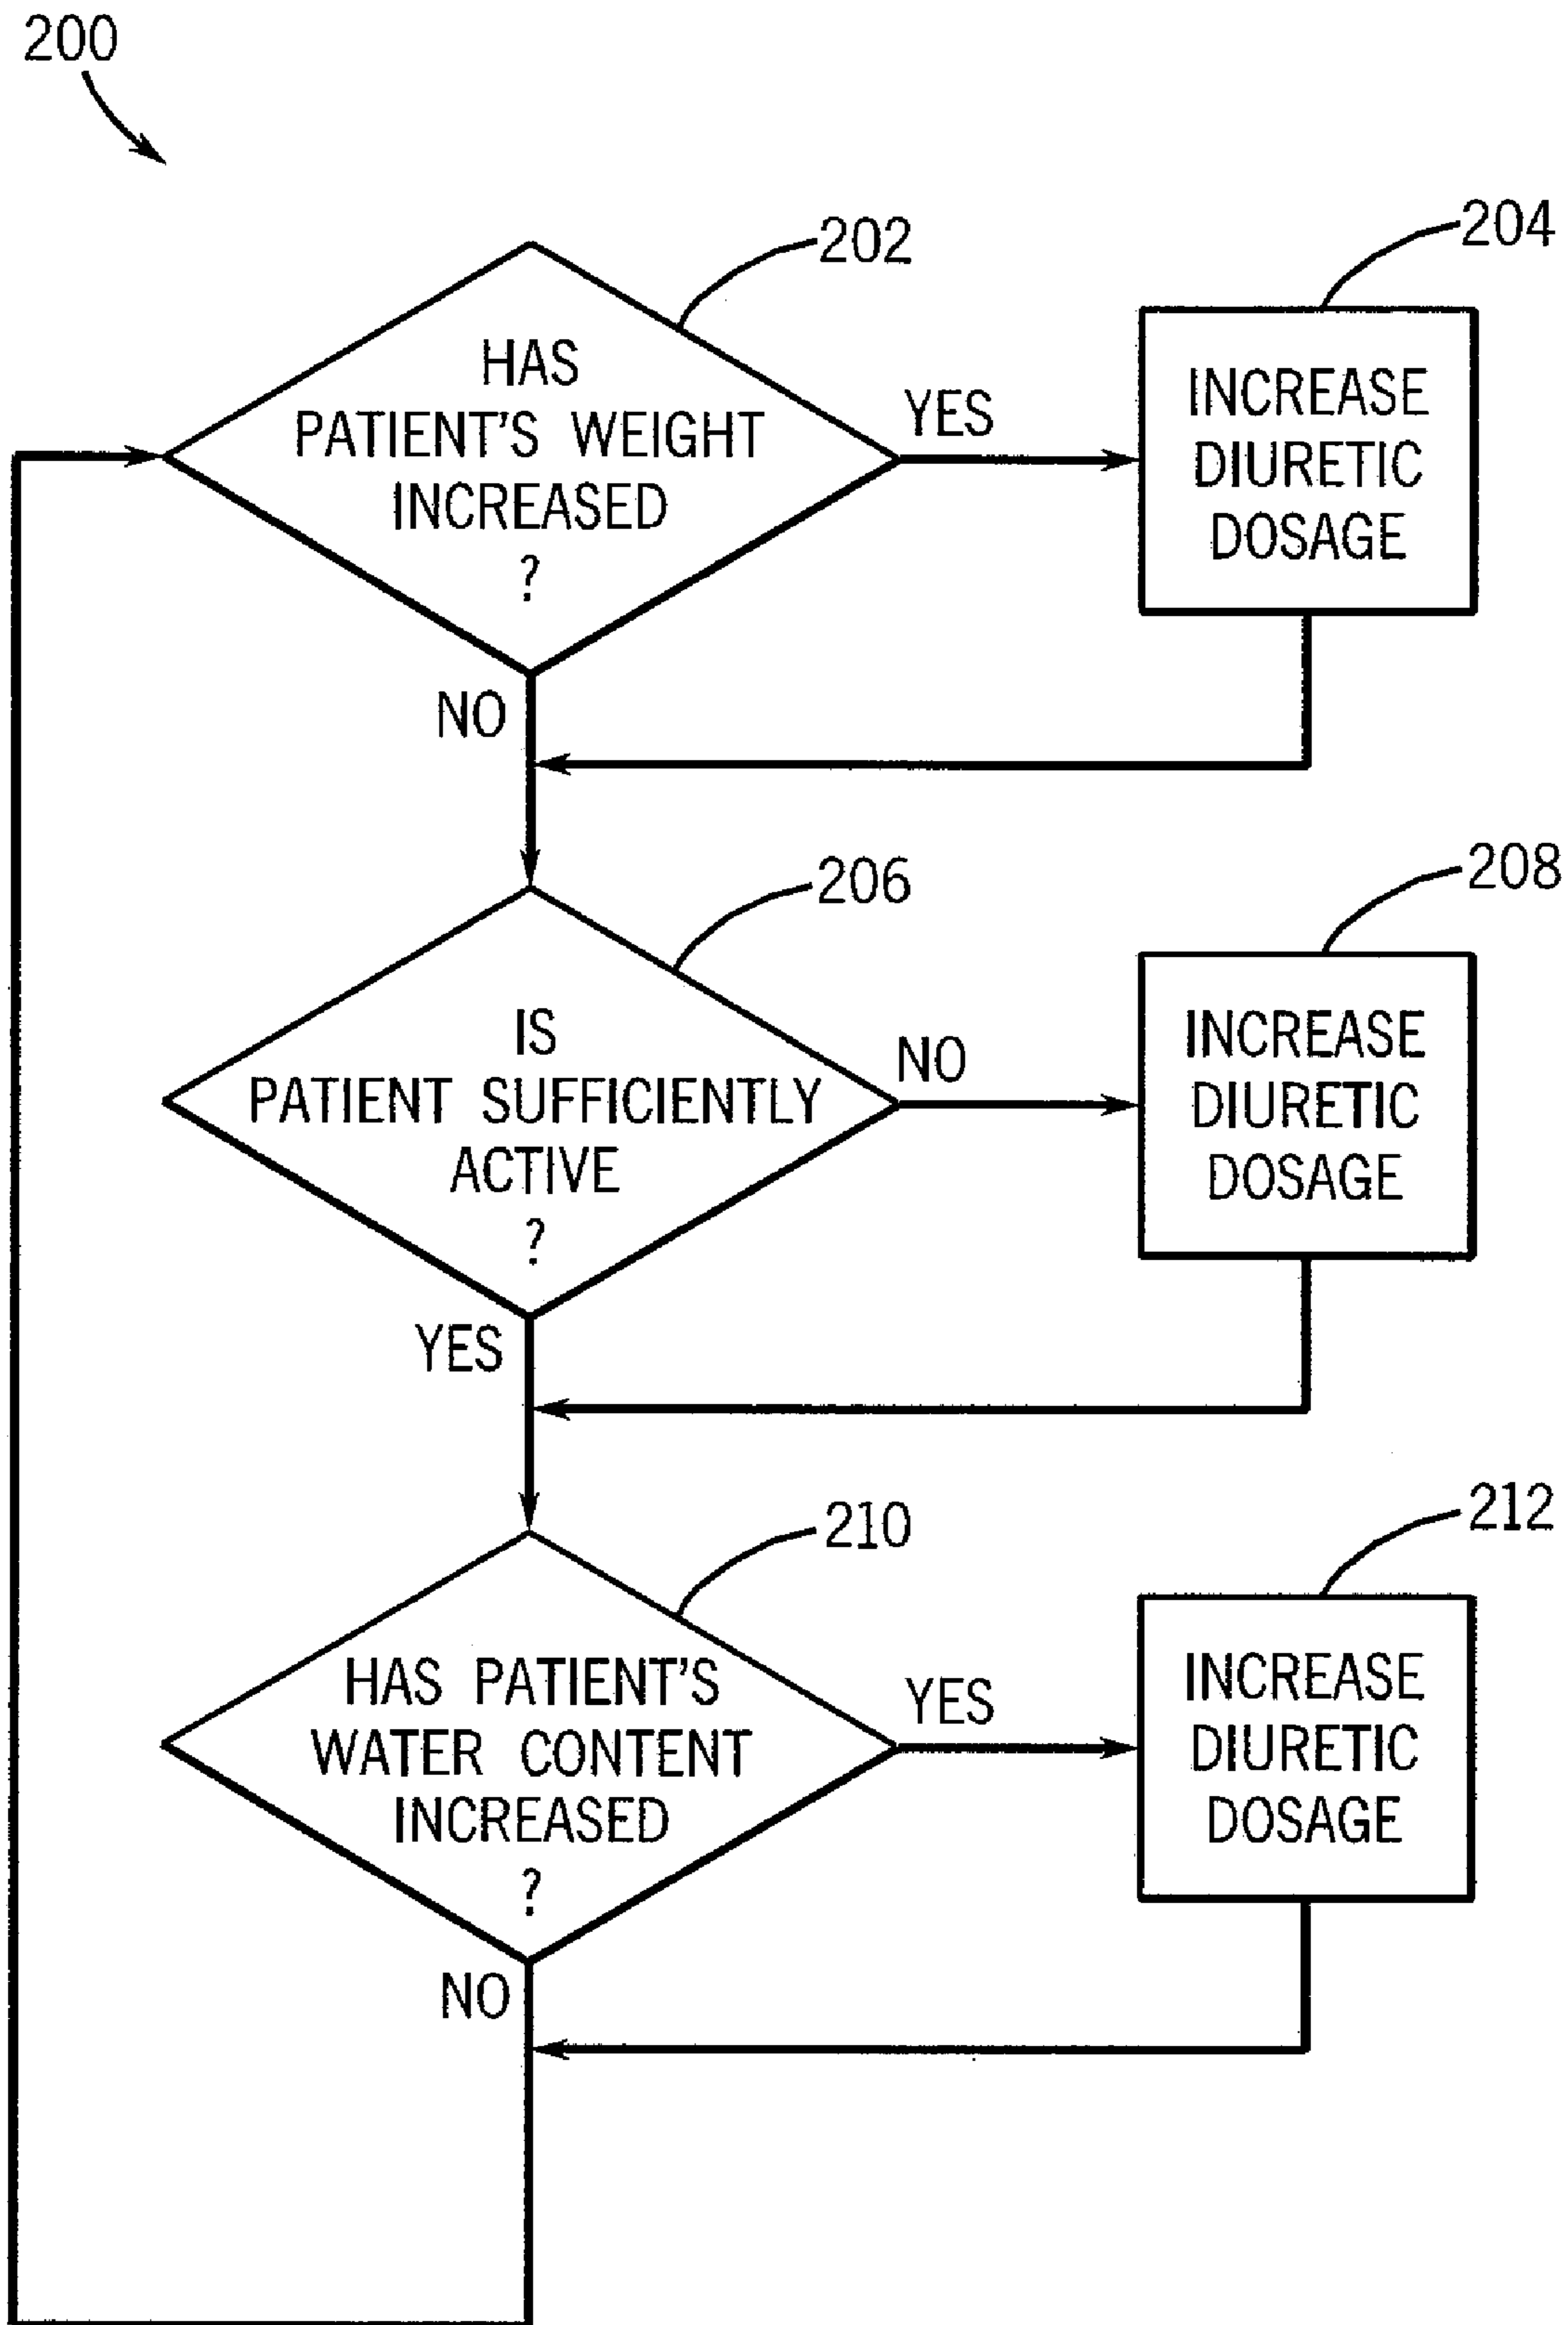 200
202
HAS
PATIENT'S WEIGHT
INCREASED
?
YES
204
INCREASE
DIURETIC
DOSAGE
NO
206
IS
PATIENT SUFFICIENTLY
ACTIVE
?
NO
208
INCREASE
DIURETIC
DOSAGE
YES
210
HAS PATIENT'S
WATER CONTENT
INCREASED
?
YES
212
INCREASE
DIURETIC
DOSAGE
NO